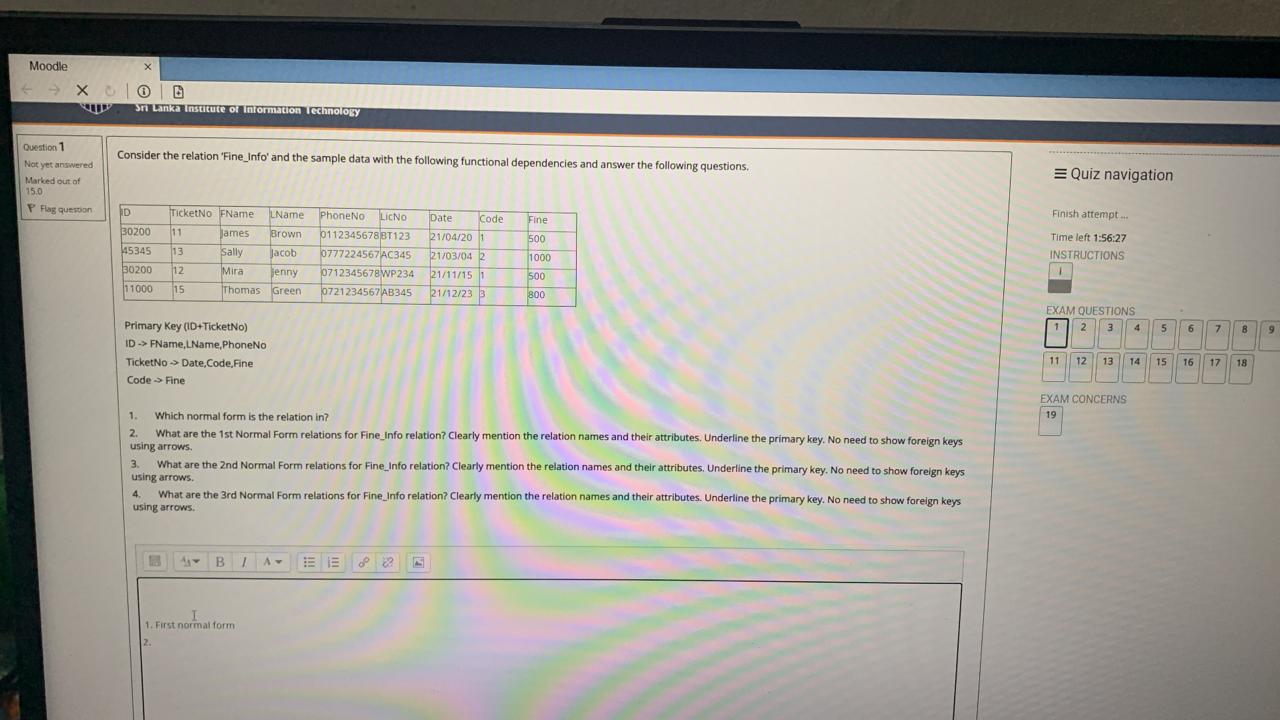 Moodle
Sri Lanka Institute of Information Technology
Question 1
Not yet answered
Marked out of
15.0
Flag question
Consider the relation 'Fine_Info' and the sample data with the following functional dependencies and answer the following questions.
ID TicketNo FName LName PhoneNo LicNo Date Code Fine
30200 11 James Brown 0112345678 BT123 21/04/20 1 500
45345 13 Sally Jacob 0777224567 AC345 21/03/04 2 1000
30200 12 Mira Jenny 0712345678 WP234 21/11/15 1 500
11000 15 Thomas Green 0721234567 AB345 21/12/23 3 800
Primary Key (ID+TicketNo)
ID -> FName,LName,PhoneNo
TicketNo -> Date,Code,Fine
Code -> Fine
1. Which normal form is the relation in?
2. What are the 1st Normal Form relations for Fine_Info relation? Clearly mention the relation names and their attributes. Underline the primary key. No need to show foreign keys
using arrows.
3. What are the 2nd Normal Form relations for Fine_Info relation? Clearly mention the relation names and their attributes. Underline the primary key. No need to show foreign keys
using arrows.
4. What are the 3rd Normal Form relations for Fine_Info relation? Clearly mention the relation names and their attributes. Underline the primary key. No need to show foreign keys
using arrows.
B I A
1. First normal form
2.
Quiz navigation
Finish attempt ...
Time left 1:56:27
INSTRUCTIONS
i
EXAM QUESTIONS
1 2 3 4 5 6 7 8 9
11 12 13 14 15 16 17 18
EXAM CONCERNS
19